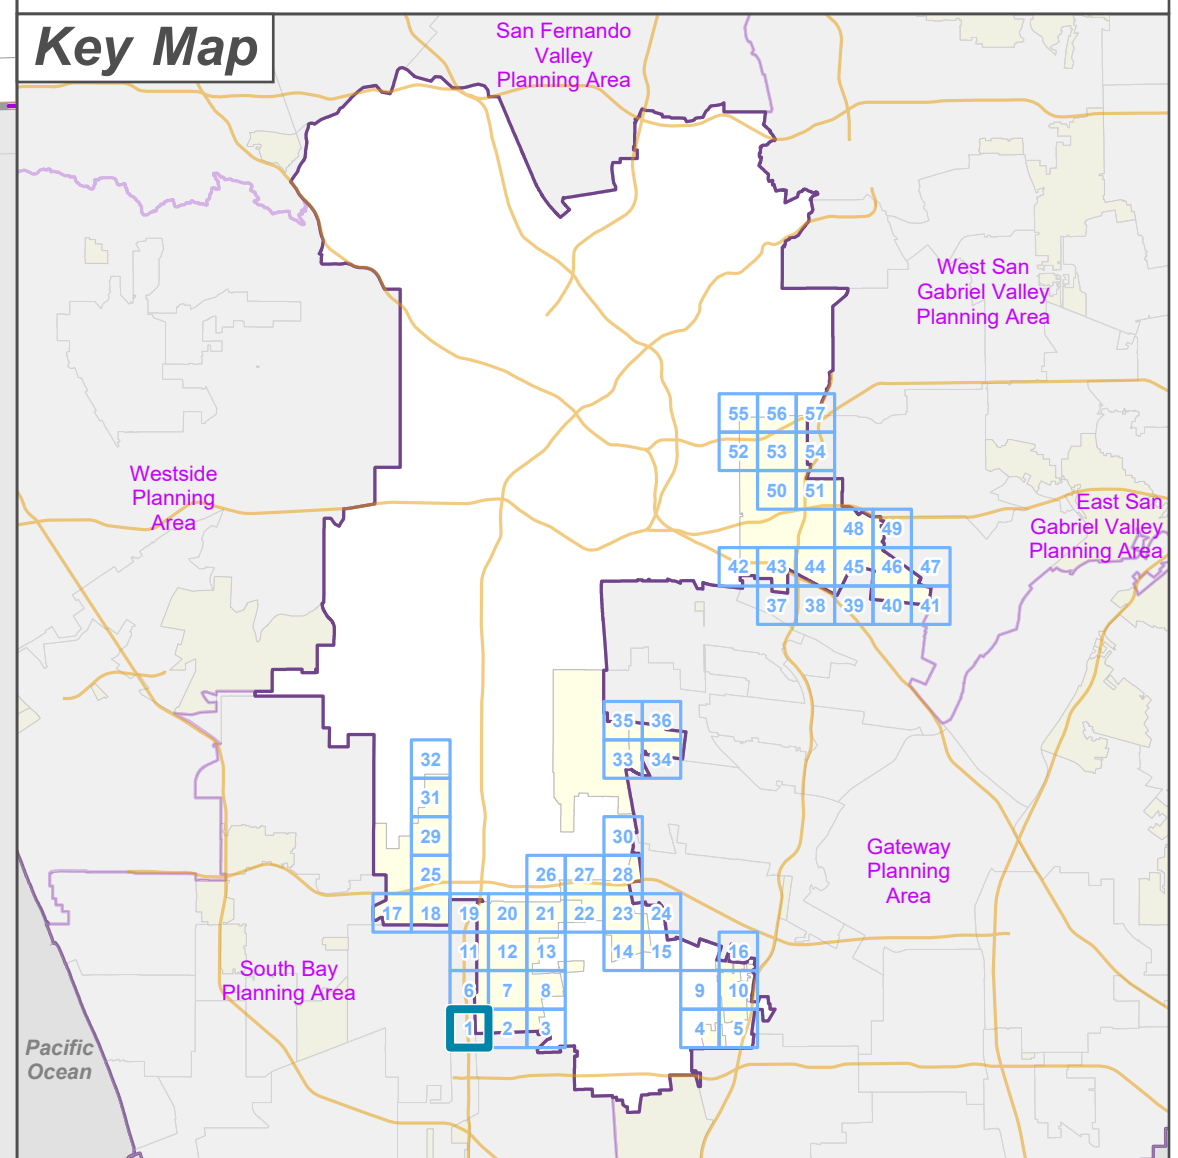 Key Map
San Fernando
Valley
Planning Area
West San
Gabriel Valley
Planning Area
Westside
Planning
Area
East San
Gabriel Valley
Planning Area
55 56 57
52 53 54
50 51
48 49
42 43 44 45 46 47
37 38 39 40 41
35 36
33 34
32
31
29
30
25
26 27 28
17 18 19 20 21 22 23 24
11 12 13 14 15 16
6 7 8 9 10
1 2 3 4 5
Gateway
Planning
Area
South Bay
Planning Area
Pacific
Ocean